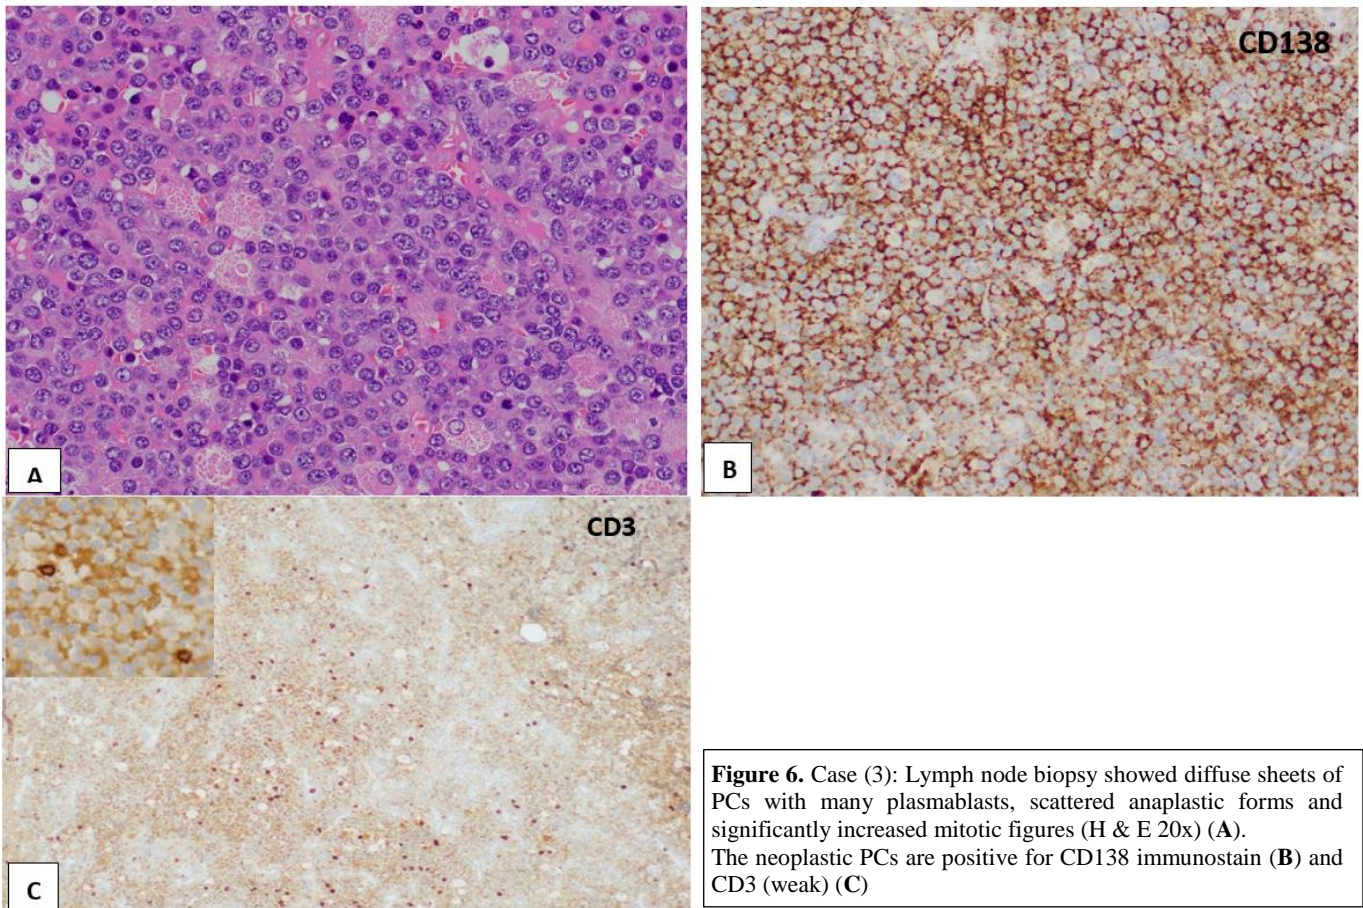 CD138
A
B
CD3
C
Figure 6. Case (3): Lymph node biopsy showed diffuse sheets of
PCs with many plasmablasts, scattered anaplastic forms and
significantly increased mitotic figures (H & E 20x) (A).
The neoplastic PCs are positive for CD138 immunostain (B) and
CD3 (weak) (C)